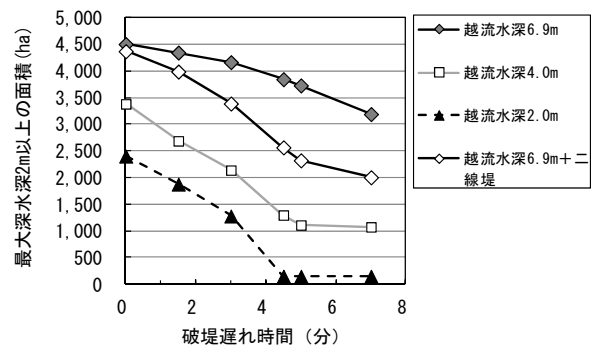 最大深水深2m以上の面積(ha)
5,000
4,500
4,000
3,500
3,000
2,500
2,000
1,500
1,000
500
0
0 2 4 6 8
破堤遅れ時間（分）
越流水深6.9m
越流水深4.0m
越流水深2.0m
越流水深6.9m＋二
線堤